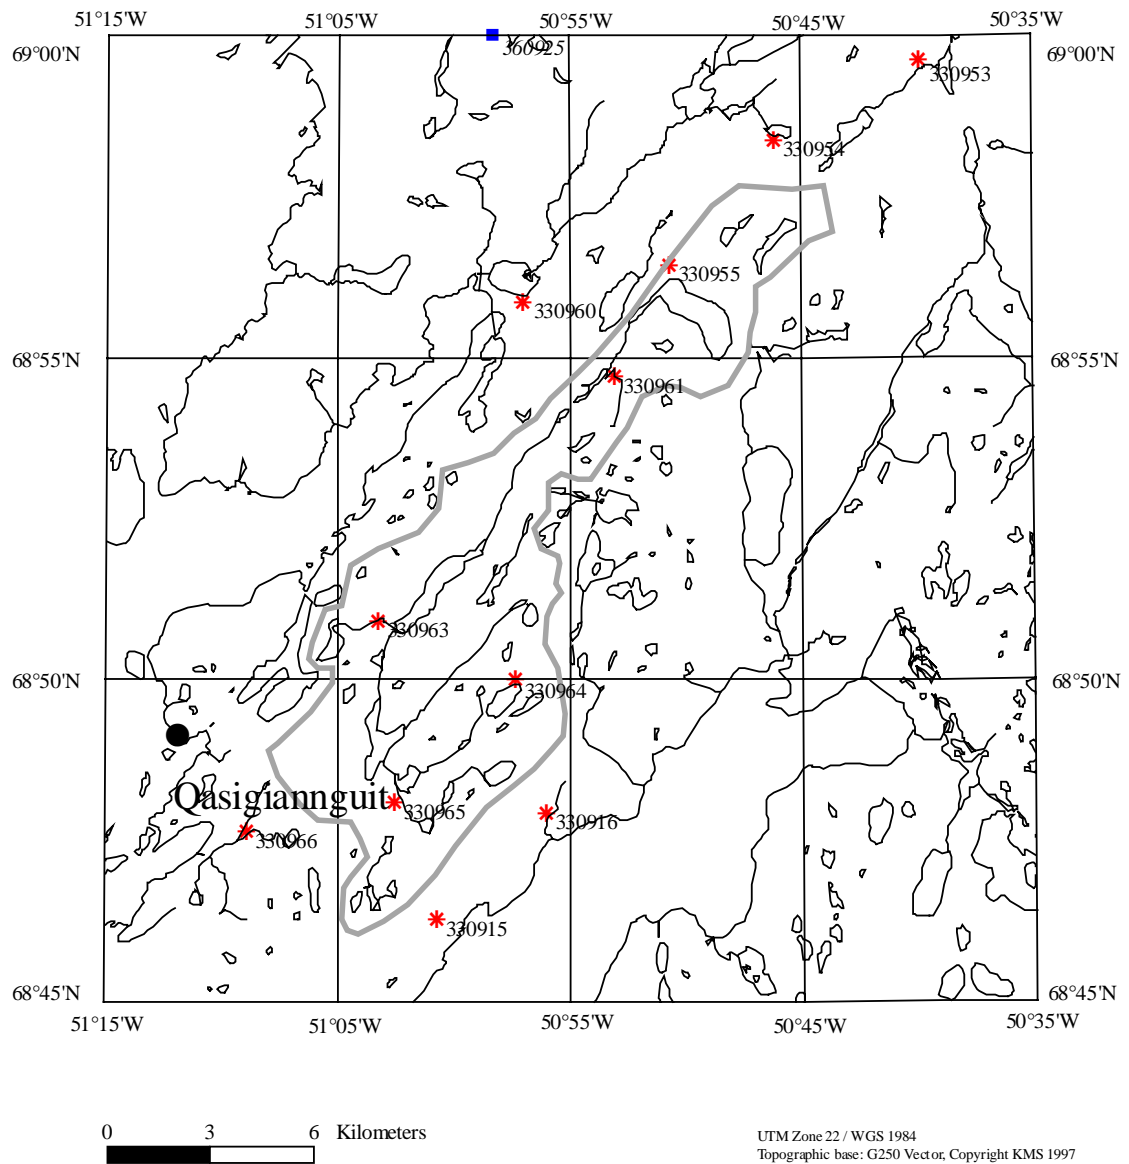 51°15'W 51°05'W 50°55'W 50°45'W 50°35'W
69°00'N 69°00'N
360925
330953
330954
330955
330960
68°55'N 68°55'N
330961
330963
68°50'N 68°50'N
330964
Qasigiannguit
330965
330916
330966
330915
68°45'N 68°45'N
51°15'W 51°05'W 50°55'W 50°45'W 50°35'W
0 3 6 Kilometers
UTM Zone 22 / WGS 1984
Topographic base: G250 Vector, Copyright KMS 1997